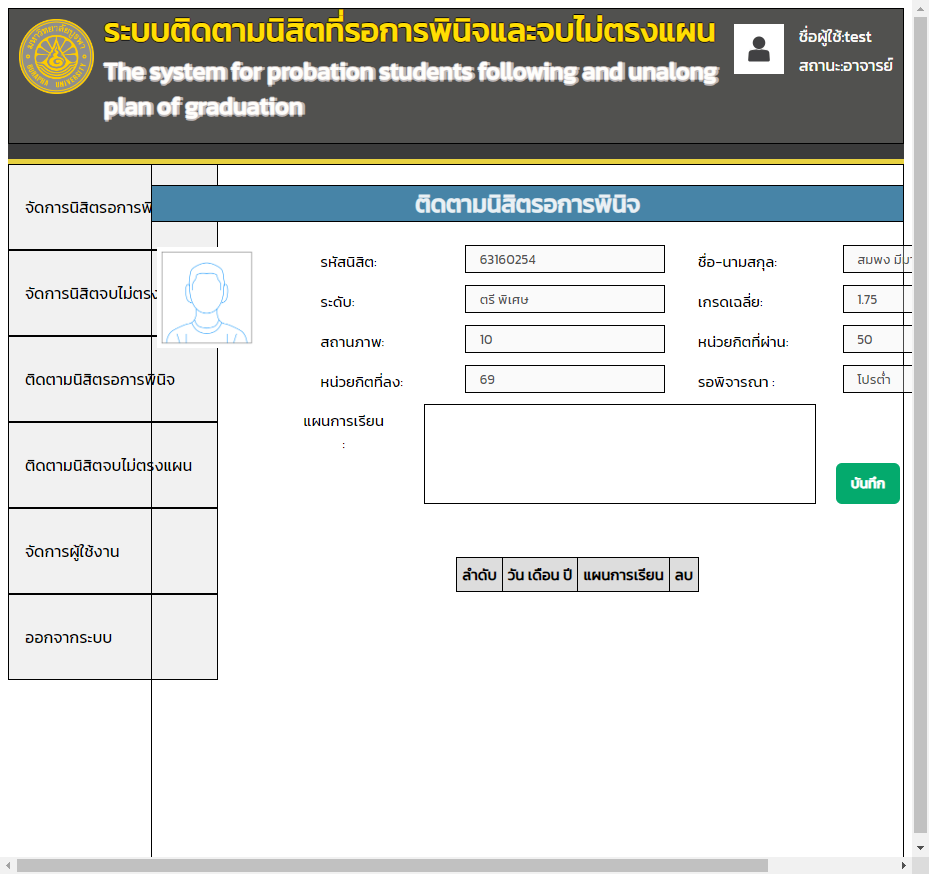 ระบบติดตามนิสิตที่รอการพินิจและจบไม่ตรงแผน
The system for probation students following and unalong
plan of graduation
ชื่อผู้ใช้:test
สถานะ:อาจารย์
มหาวิทยาลัยบูรพา
BURAPHA UNIVERSITY
จัดการนิสิตรอการพิ
จัดการนิสิตจบไม่ตรง
ติดตามนิสิตรอการพินิจ
ติดตามนิสิตจบไม่ตรงแผน
จัดการผู้ใช้งาน
ออกจากระบบ
ติดตามนิสิตรอการพินิจ
รหัสนิสิต: 63160254 ชื่อ-นามสกุล: สมพง
ระดับ: ตรี พิเศษ เกรดเฉลี่ย: 1.75
สถานภาพ: 10 หน่วยกิตที่ผ่าน: 50
หน่วยกิตที่ลง: 69 รอพิจารณา : โปรต่ำ
แผนการเรียน
:
บันทึก
ลำดับ วัน เดือน ปี แผนการเรียน ลบ